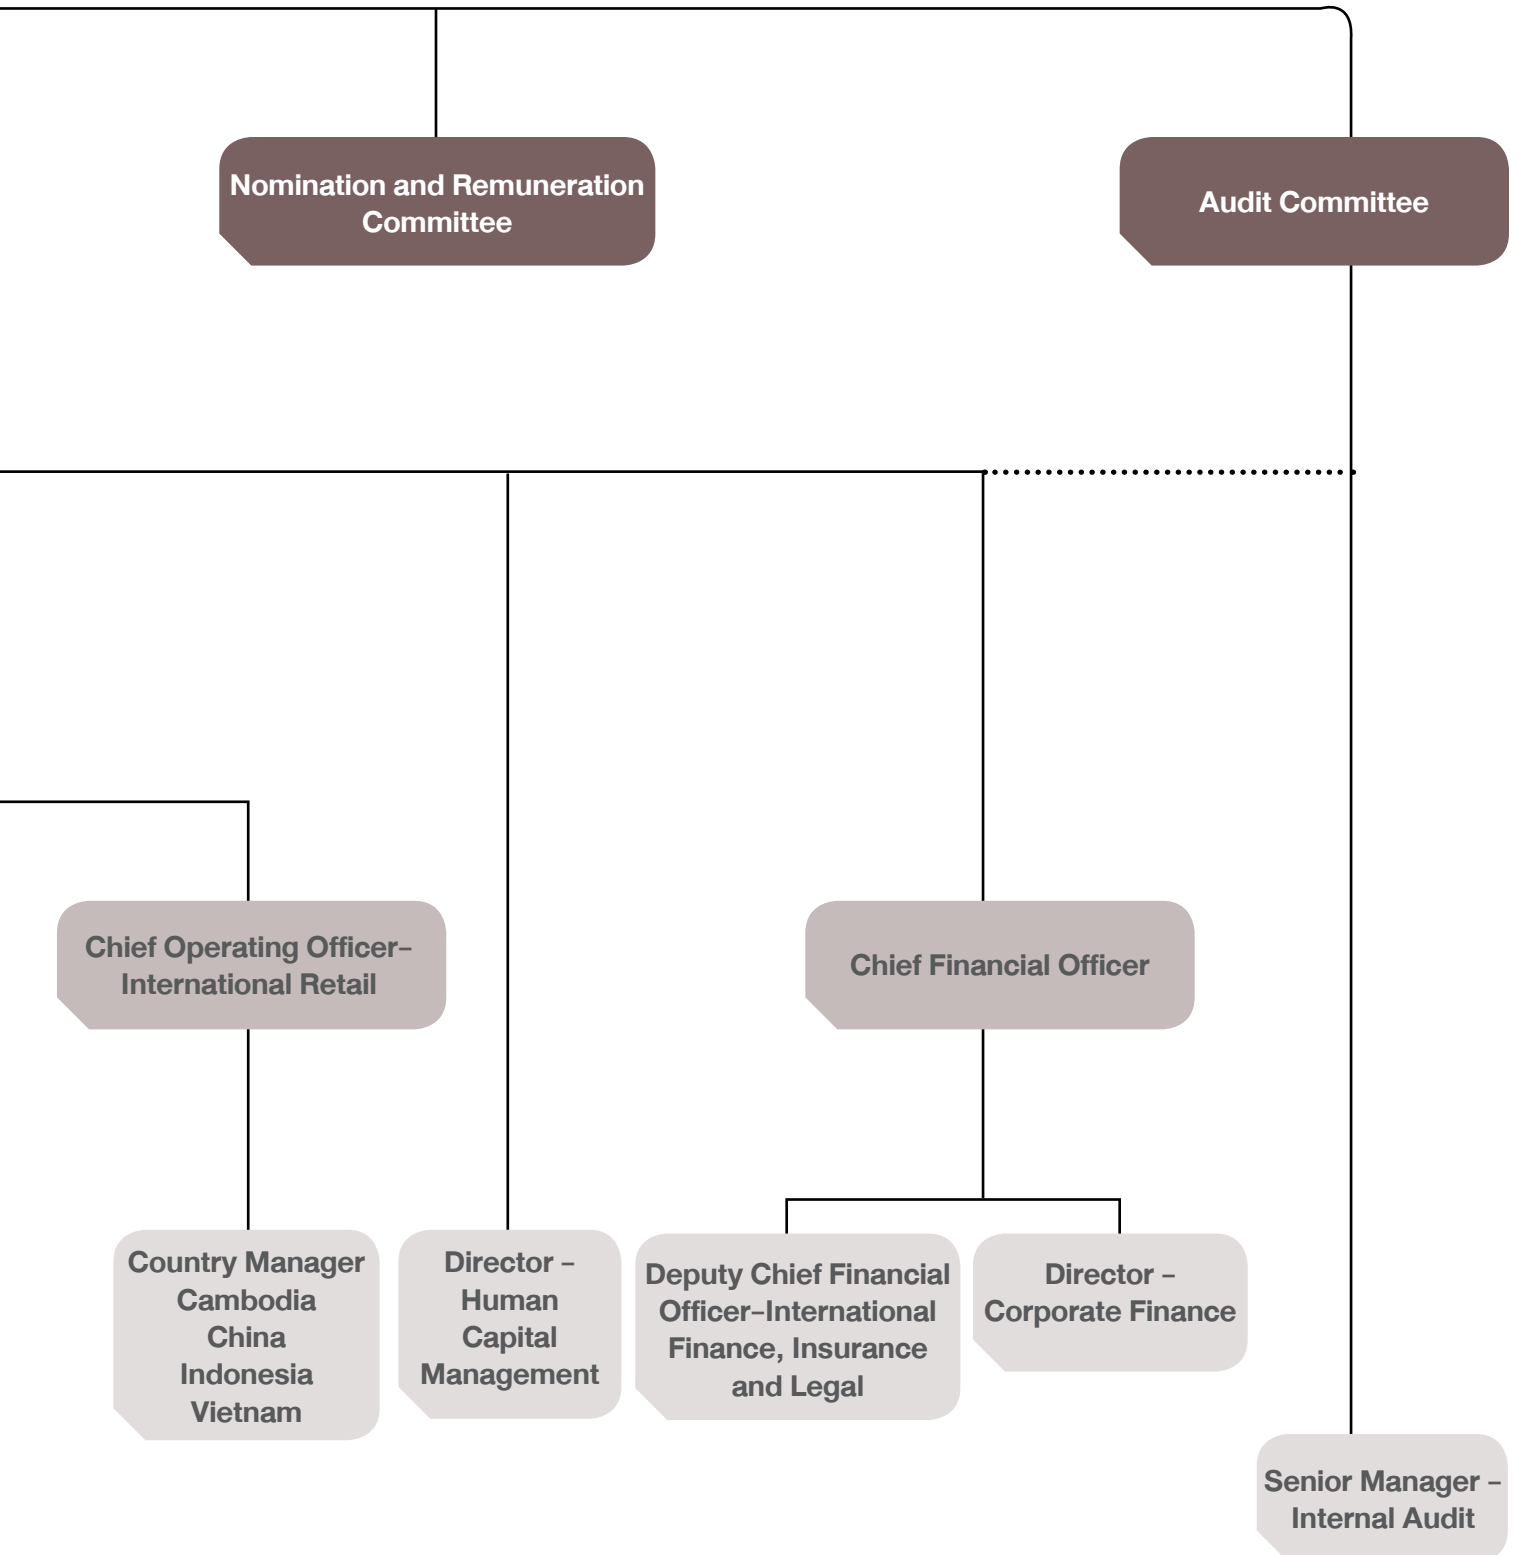 Nomination and Remuneration
Committee
Audit Committee
Chief Operating Officer–
International Retail
Chief Financial Officer
Country Manager
Cambodia
China
Indonesia
Vietnam
Director –
Human
Capital
Management
Deputy Chief Financial
Officer–International
Finance, Insurance
and Legal
Director –
Corporate Finance
Senior Manager –
Internal Audit